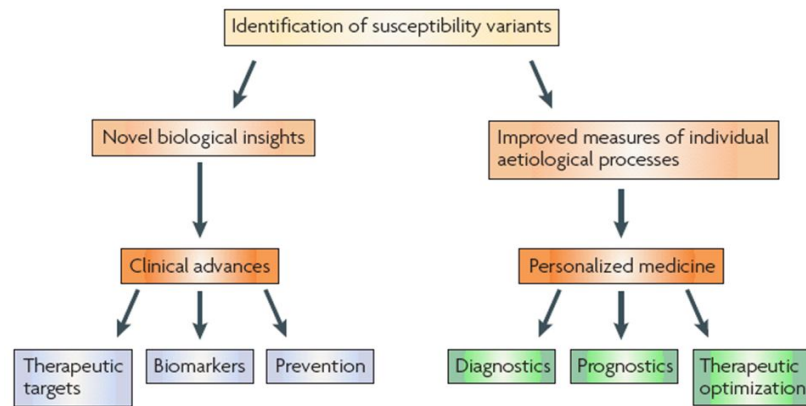 Identification of susceptibility variants
Novel biological insights
Improved measures of individual
aetiological processes
Clinical advances
Personalized medicine
Therapeutic
targets
Biomarkers
Prevention
Diagnostics
Prognostics
Therapeutic
optimization